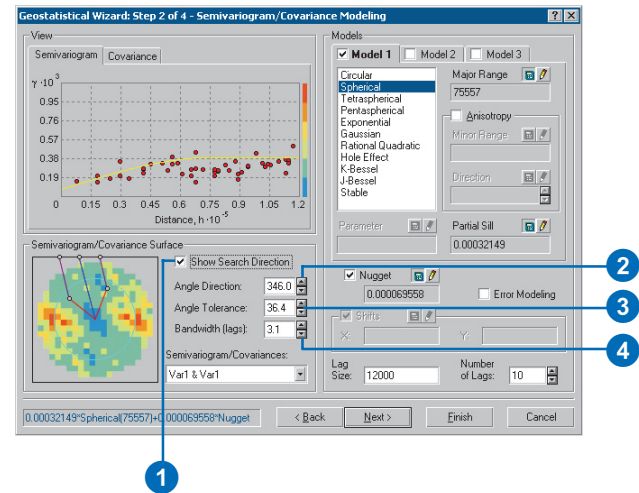 Geostatistical Wizard: Step 2 of 4 - Semivariogram/Covariance Modeling
View
Semivariogram Covariance
γ·10 3
0.95
0.76
0.57
0.38
0.19
0 0.15 0.3 0.45 0.6 0.75 0.9 1.05 1.2
Distance, h·10 -5
Semivariogram/Covariance Surface
Show Search Direction
Angle Direction: 346.0
Angle Tolerance: 36.4
Bandwidth (lags): 3.1
Semivariogram/Covariances:
Var1 & Var1
Models
Model 1 Model 2 Model 3
Circular
Spherical
Tetraspherical
Pentaspherical
Exponential
Gaussian
Rational Quadratic
Hole Effect
K-Bessel
J-Bessel
Stable
Major Range
75557
Anisotropy
Minor Range
Direction
Parameter
Partial Sill
0.00032149
Nugget
0.000069558
Error Modeling
Shifts
X: Y:
Lag Size: 12000
Number of Lags: 10
0.00032149*Spherical(75557)+0.000069558*Nugget
< Back Next > Finish Cancel
1
2
3
4